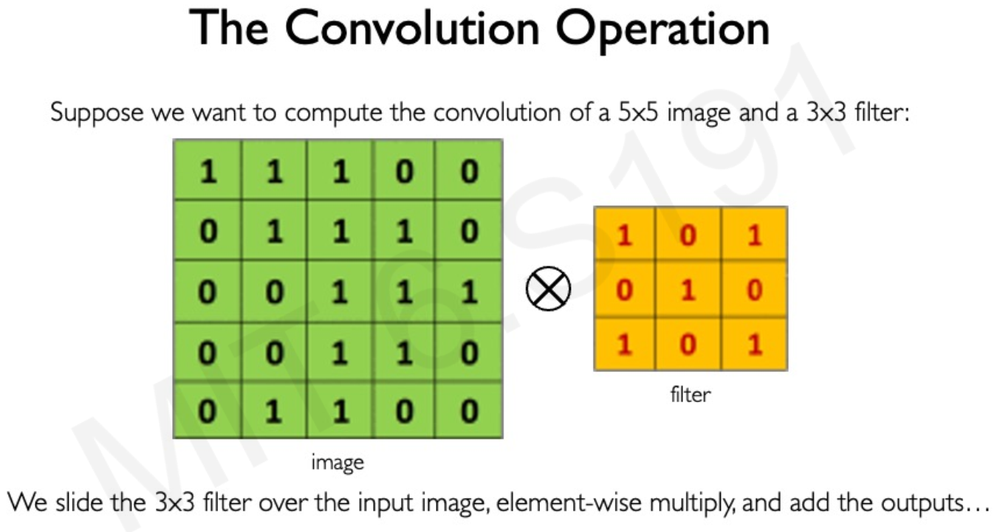 The Convolution Operation
Suppose we want to compute the convolution of a 5x5 image and a 3x3 filter:
1 1 1 0 0
0 1 1 1 0
0 0 1 1 1
0 0 1 1 0
0 1 1 0 0
image
1 0 1
0 1 0
1 0 1
filter
We slide the 3x3 filter over the input image, element-wise multiply, and add the outputs…
MIT 6.S191